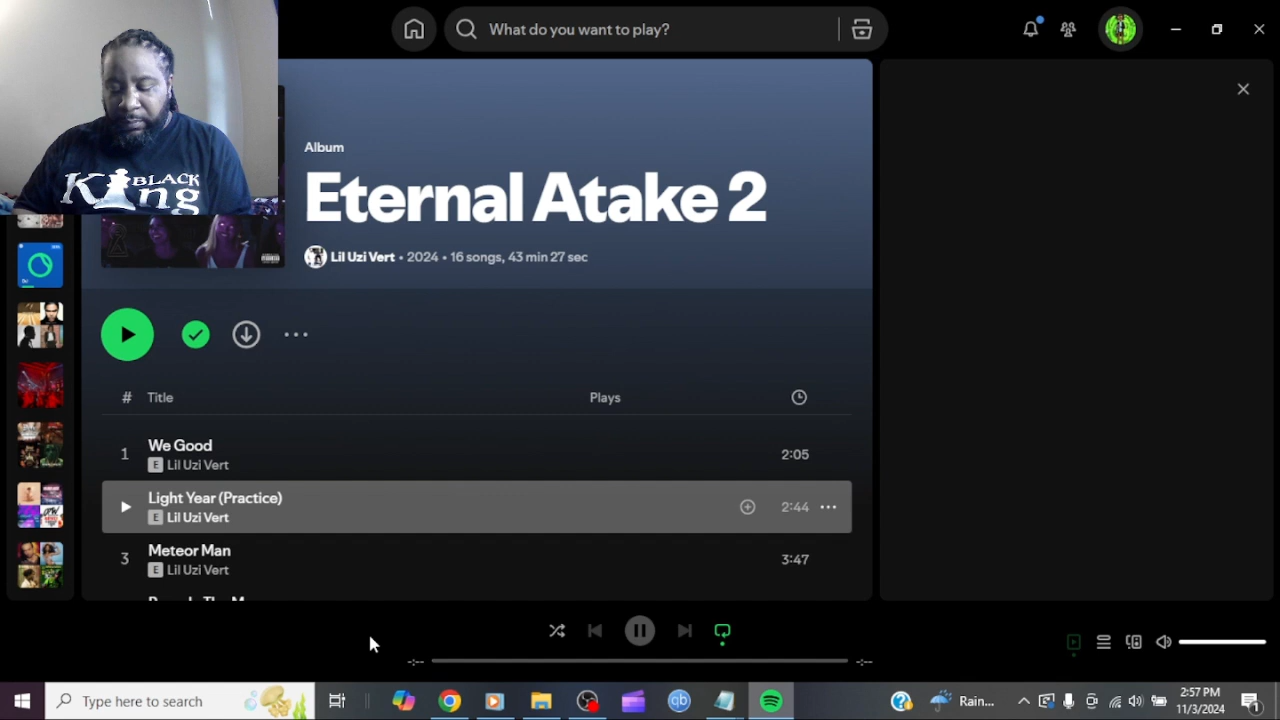 What do you want to play?
BLACK
King
Album
Eternal Atake 2
Lil Uzi Vert • 2024 • 16 songs, 43 min 27 sec
# Title Plays
1 We Good 2:05
E Lil Uzi Vert
Light Year (Practice) 2:44
E Lil Uzi Vert
3 Meteor Man 3:47
E Lil Uzi Vert
-:-- -:--
Type here to search
qb
Rain...
2:57 PM
11/3/2024
1